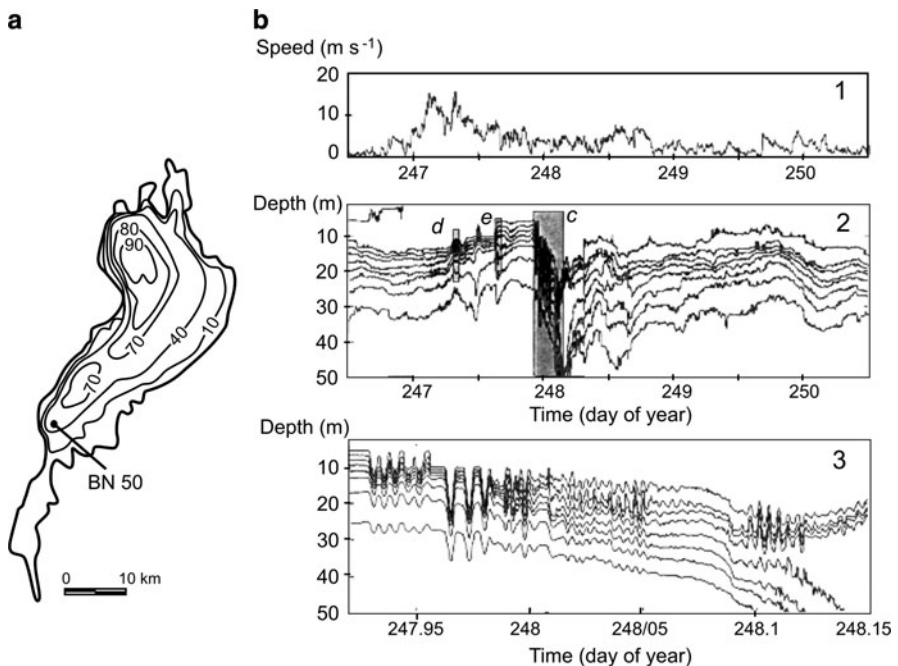 a
80
90
70
40
10
70
BN 50
0 10 km
b
Speed (m s -1)
20
10
0
1
247 248 249 250
Depth (m)
10
20
30
40
50
d e c
2
247 248 249 250
Time (day of year)
Depth (m)
10
20
30
40
50
3
247.95 248 248/05 248.1 248.15
Time (day of year)